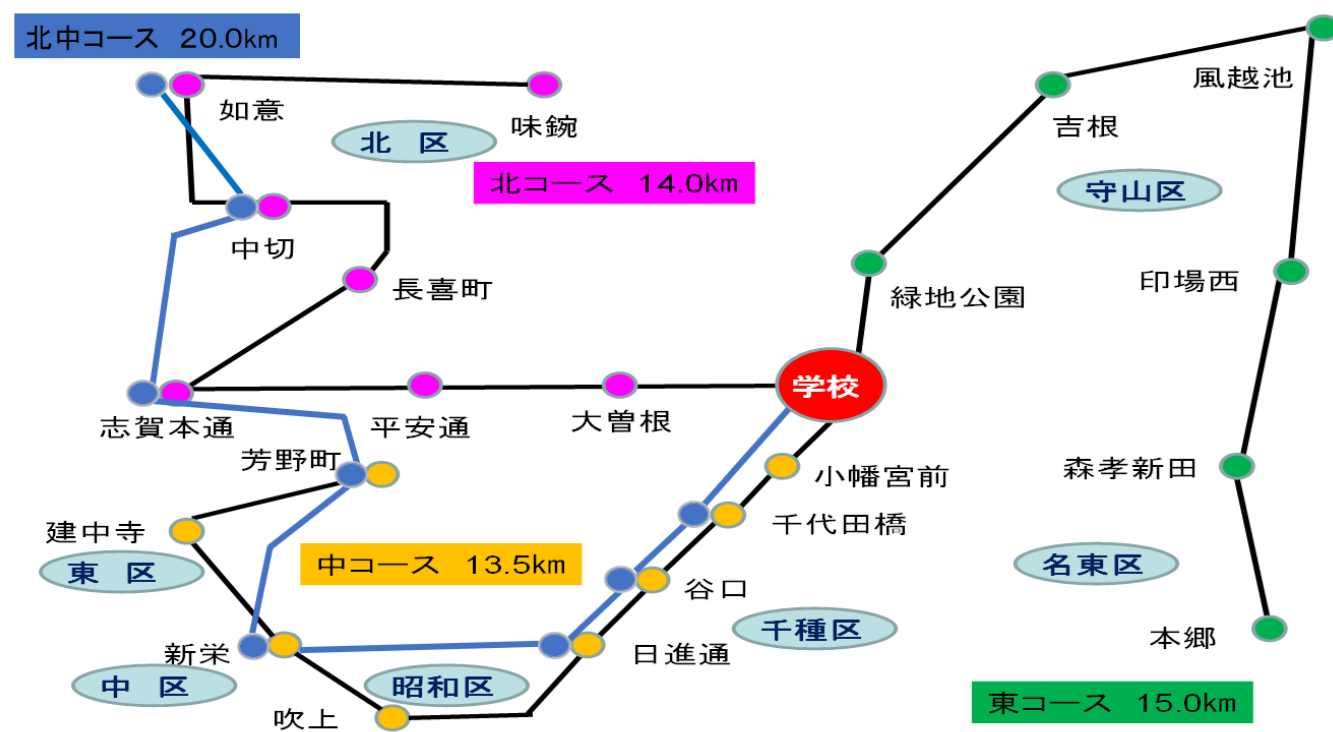 北中コース 20.0km
風越池
如意
味鋺
吉根
北 区
北コース 14.0km
守山区
中切
長喜町
緑地公園
印場西
学校
志賀本通
平安通
大曽根
芳野町
小幡宮前
森孝新田
千代田橋
建中寺
東 区
中コース 13.5km
名東区
谷口
千種区
新栄
日進通
本郷
中 区
昭和区
吹上
東コース 15.0km